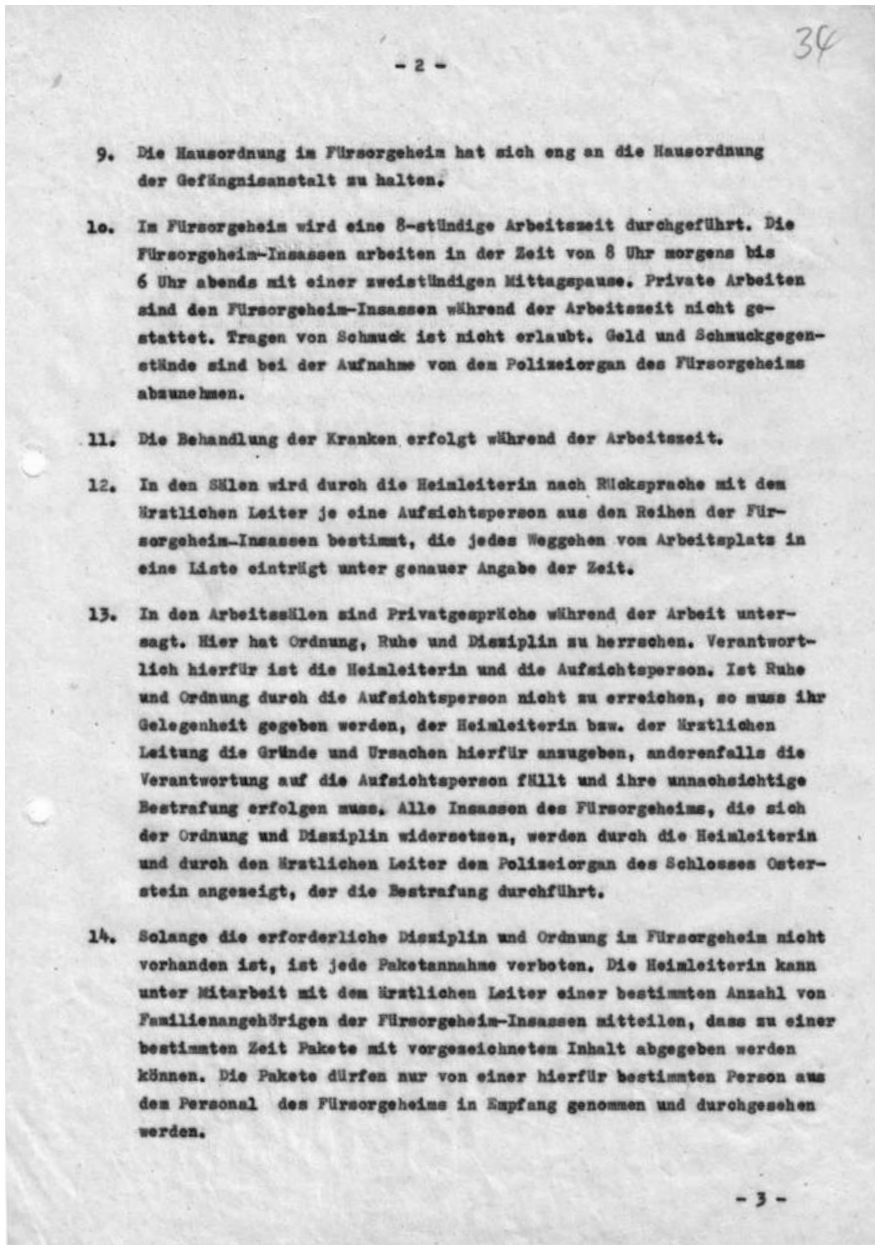 34
- 2 -
9. Die Hausordnung im Fürsorgeheim hat sich eng an die Hausordnung
der Gefängnisanstalt zu halten.
1o. Im Fürsorgeheim wird eine 8-stündige Arbeitszeit durchgeführt. Die
Fürsorgeheim-Insassen arbeiten in der Zeit von 8 Uhr morgens bis
6 Uhr abends mit einer zweistündigen Mittagspause. Private Arbeiten
sind den Fürsorgeheim-Insassen während der Arbeitszeit nicht ge-
stattet. Tragen von Schmuck ist nicht erlaubt. Geld und Schmuckgegen-
stände sind bei der Aufnahme von dem Polizeiorgan des Fürsorgeheims
abzunehmen.
11. Die Behandlung der Kranken erfolgt während der Arbeitszeit.
12. In den Sälen wird durch die Heimleiterin nach Rücksprache mit dem
Ärztlichen Leiter je eine Aufsichtsperson aus den Reihen der Für-
sorgeheim-Insassen bestimmt, die jedes Weggehen vom Arbeitsplatz in
eine Liste einträgt unter genauer Angabe der Zeit.
13. In den Arbeitssälen sind Privatgespräche während der Arbeit unter-
sagt. Hier hat Ordnung, Ruhe und Disziplin zu herrschen. Verantwort-
lich hierfür ist die Heimleiterin und die Aufsichtsperson. Ist Ruhe
und Ordnung durch die Aufsichtsperson nicht zu erreichen, so muss ihr
Gelegenheit gegeben werden, der Heimleiterin bzw. der Ärztlichen
Leitung die Gründe und Ursachen hierfür anzugeben, anderenfalls die
Verantwortung auf die Aufsichtsperson fällt und ihre unnachsichtige
Bestrafung erfolgen muss. Alle Insassen des Fürsorgeheims, die sich
der Ordnung und Disziplin widersetzen, werden durch die Heimleiterin
und durch den Ärztlichen Leiter dem Polizeiorgan des Schlosses Oster-
stein angezeigt, der die Bestrafung durchführt.
14. Solange die erforderliche Disziplin und Ordnung im Fürsorgeheim nicht
vorhanden ist, ist jede Paketannahme verboten. Die Heimleiterin kann
unter Mitarbeit mit dem Ärztlichen Leiter einer bestimmten Anzahl von
Familienangehörigen der Fürsorgeheim-Insassen mitteilen, dass zu einer
bestimmten Zeit Pakete mit vorgezeichnetem Inhalt abgegeben werden
können. Die Pakete dürfen nur von einer hierfür bestimmten Person aus
dem Personal des Fürsorgeheims in Empfang genommen und durchgesehen
werden.
- 3 -